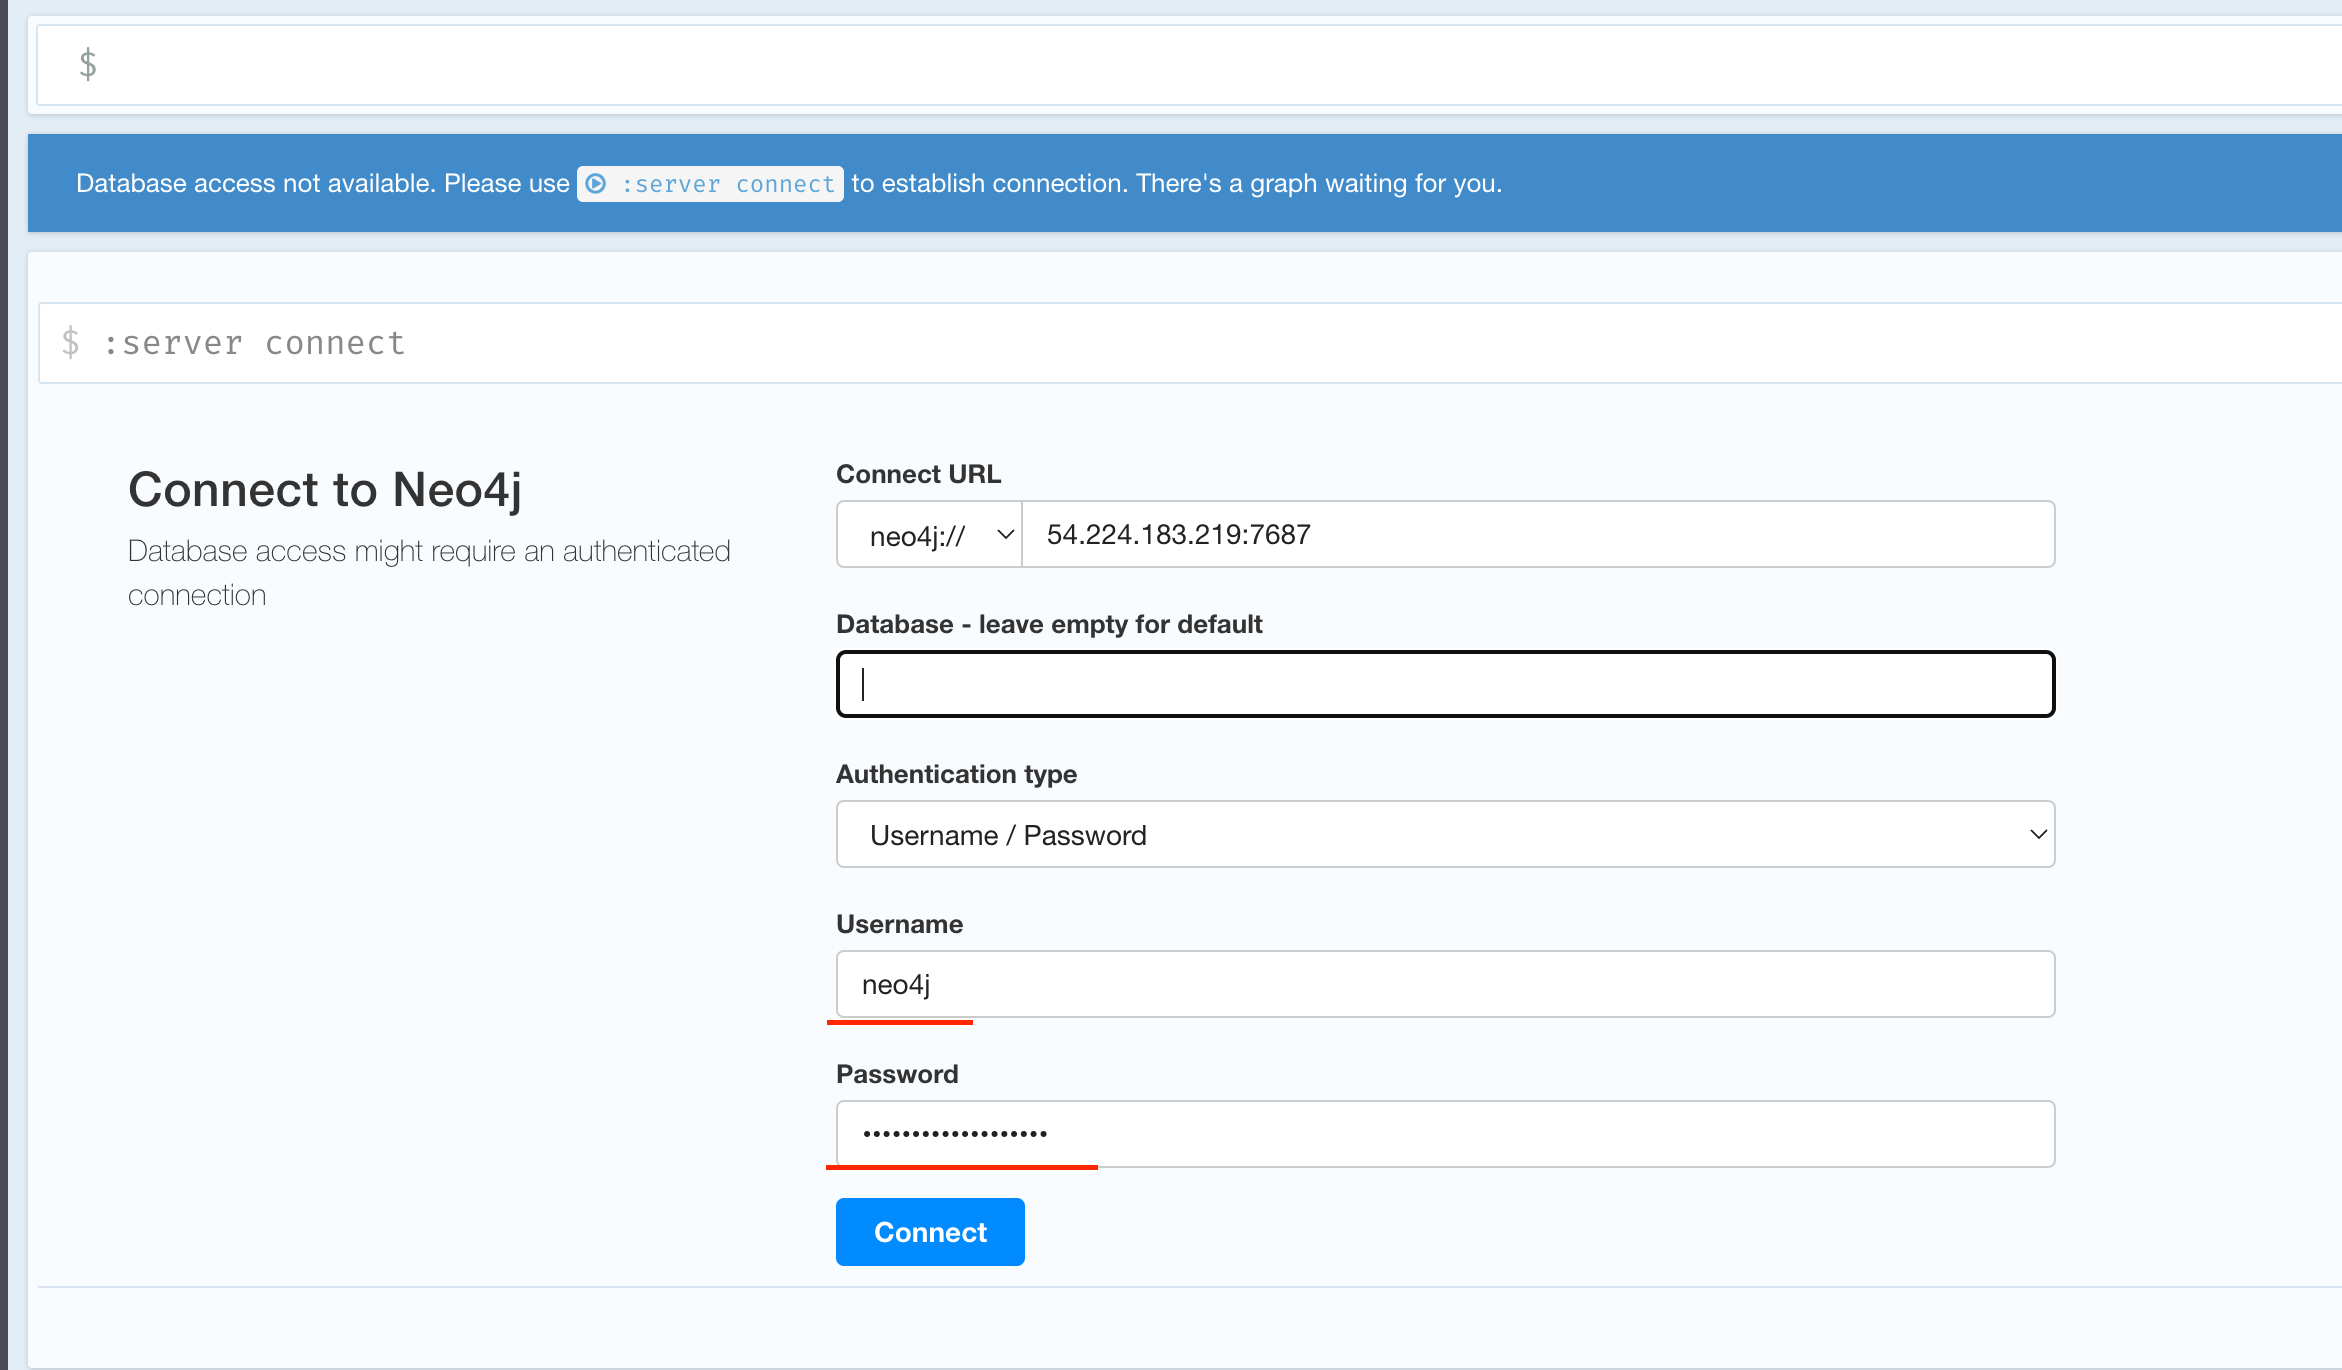 $
Database access not available. Please use :server connect to establish connection. There's a graph waiting for you.
$ :server connect
Connect to Neo4j
Database access might require an authenticated
connection
Connect URL
neo4j:// 54.224.183.219:7687
Database - leave empty for default
Authentication type
Username / Password
Username
neo4j
Password
•••••••••••••••••••
Connect